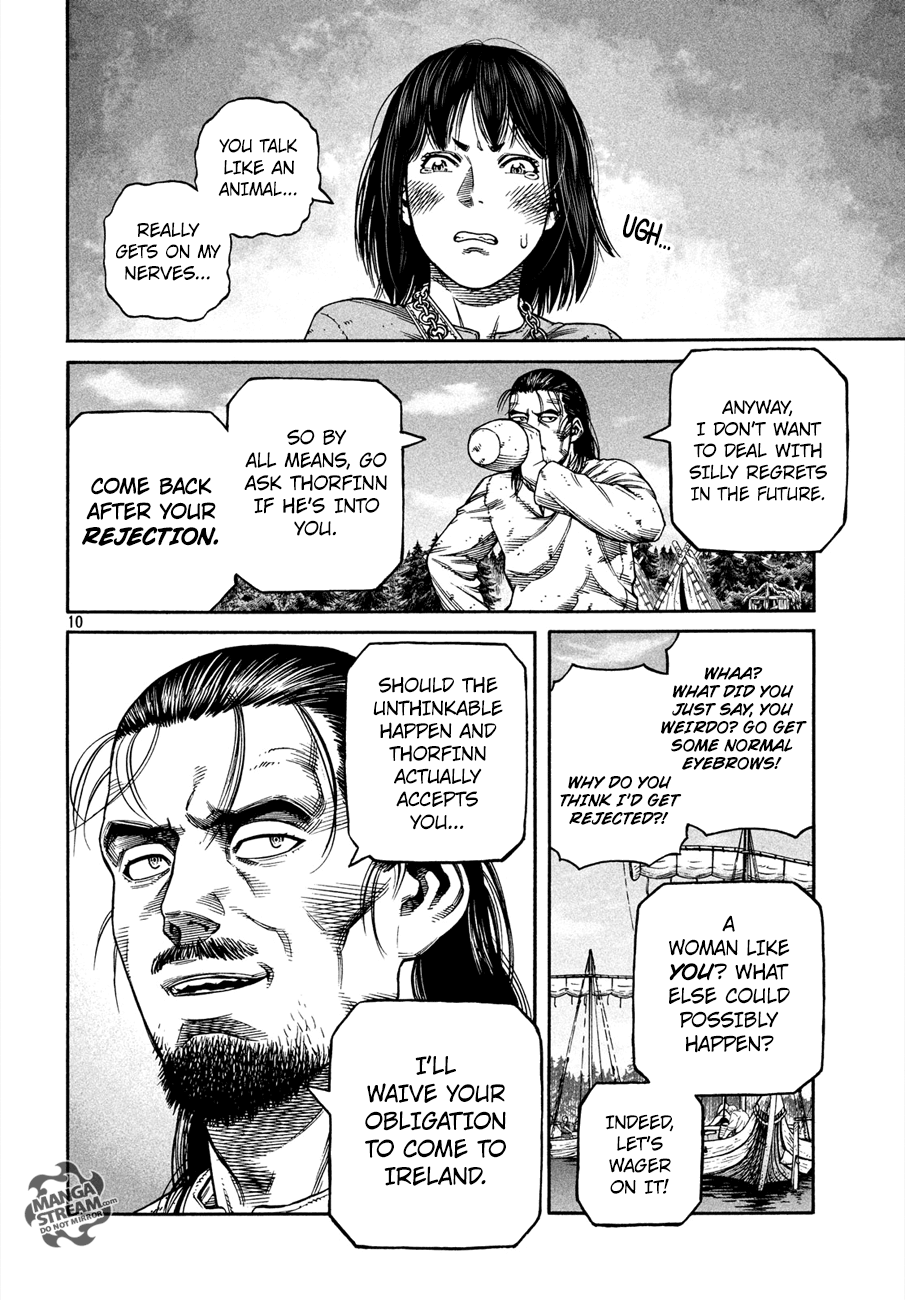 YOU TALK
LIKE AN
ANIMAL...
REALLY
GETS ON MY
NERVES...
UGH...
ANYWAY,
I DON'T WANT
TO DEAL WITH
SILLY REGRETS
IN THE FUTURE.
SO BY
ALL MEANS, GO
ASK THORFINN
IF HE'S INTO
YOU.
COME BACK
AFTER YOUR
REJECTION.
10
WHAA?
WHAT DID YOU
JUST SAY, YOU
WEIRDO? GO GET
SOME NORMAL
EYEBROWS!
WHY DO YOU
THINK I'D GET
REJECTED?!
A
WOMAN LIKE
YOU? WHAT
ELSE COULD
POSSIBLY
HAPPEN?
INDEED,
LET'S
WAGER
ON IT!
SHOULD THE
UNTHINKABLE
HAPPEN AND
THORFINN
ACTUALLY
ACCEPTS
YOU...
I'LL
WAIVE YOUR
OBLIGATION
TO COME TO
IRELAND.
MANGA
STREAM.com
DO NOT MIRROR